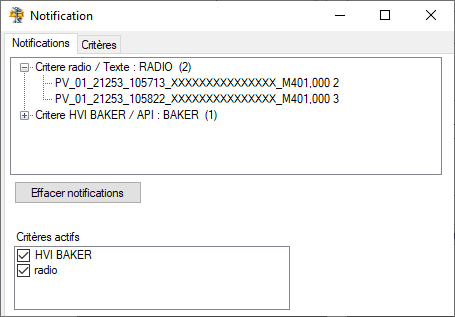 Notification
Notifications Critères
Critere radio / Texte : RADIO (2)
PV_01_21253_105713_XXXXXXXXXXXXXXX_M401,000 2
PV_01_21253_105822_XXXXXXXXXXXXXXX_M401,000 3
Critere HVI BAKER / API : BAKER (1)
Effacer notifications
Critères actifs
HVI BAKER
radio